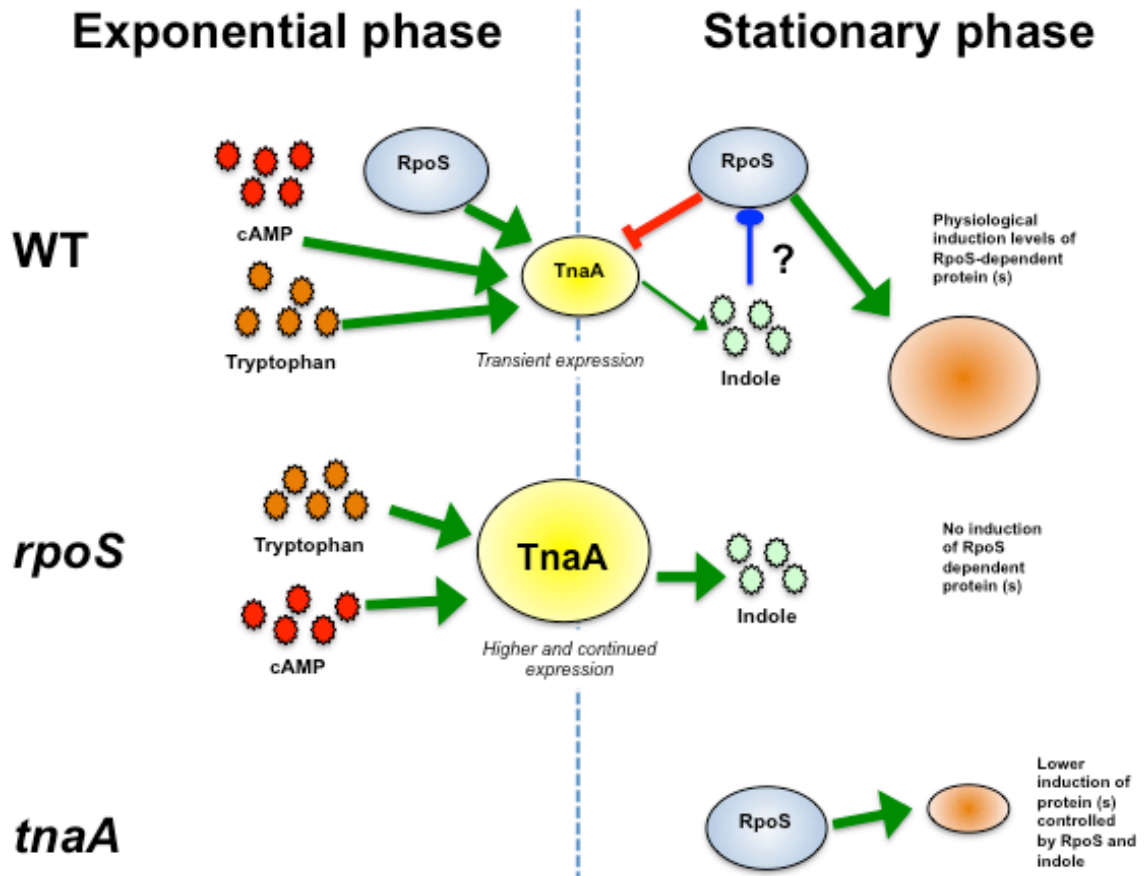 Exponential phase
Stationary phase
WT
cAMP
RpoS
Tryptophan
TnaA
Transient expression
RpoS
?
Indole
Physiological
induction levels of
RpoS-dependent
protein (s)
rpoS
Tryptophan
cAMP
TnaA
Higher and continued
expression
Indole
No induction
of RpoS
dependent
protein (s)
tnaA
RpoS
Lower
induction of
protein (s)
controlled
by RpoS and
indole